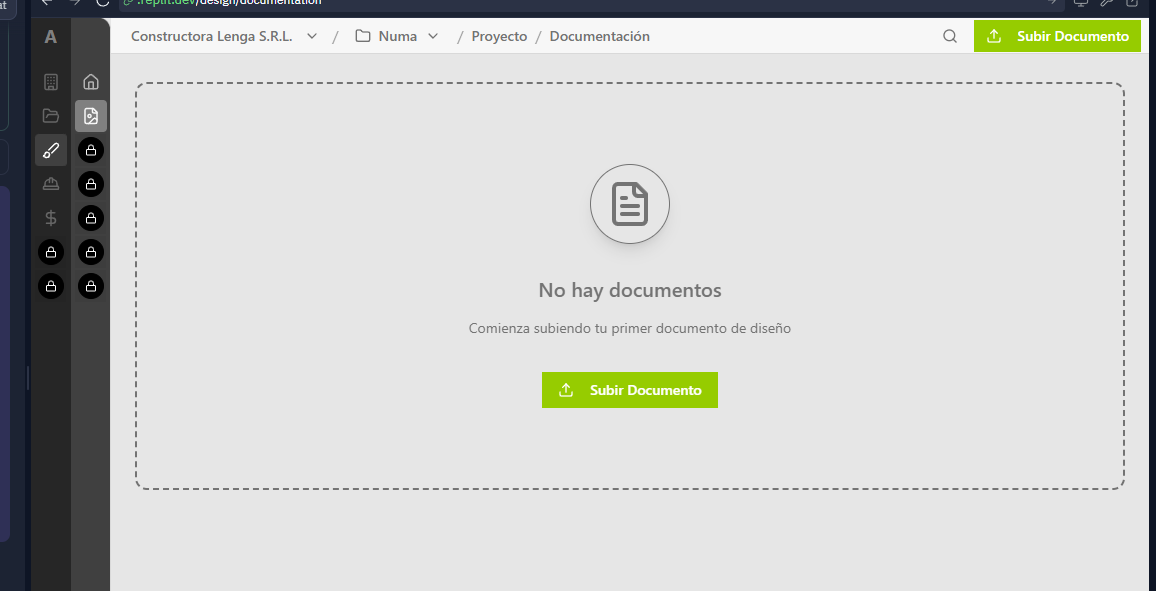 at
.replit.dev/design/documentation
A
Constructora Lenga S.R.L. / Numa / Proyecto / Documentación
Subir Documento
No hay documentos
Comienza subiendo tu primer documento de diseño
Subir Documento